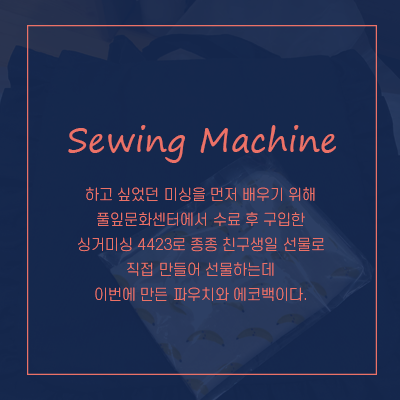 Sewing Machine
하고 싶었던 미싱을 먼저 배우기 위해
풀잎문화센터에서 수료 후 구입한
싱거미싱 4423로 종종 친구생일 선물로
직접 만들어 선물하는데
이번에 만든 파우치와 에코백이다.